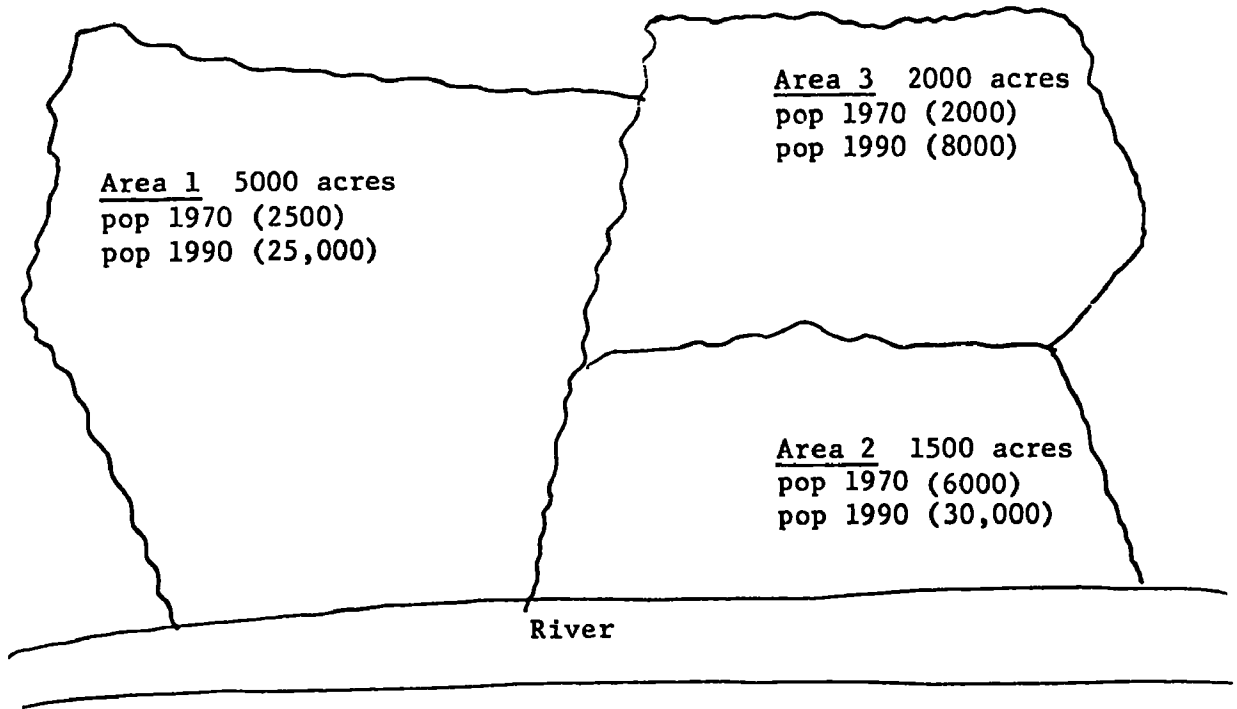 Area 3 2000 acres
pop 1970 (2000)
pop 1990 (8000)
Area 1 5000 acres
pop 1970 (2500)
pop 1990 (25,000)
Area 2 1500 acres
pop 1970 (6000)
pop 1990 (30,000)
River